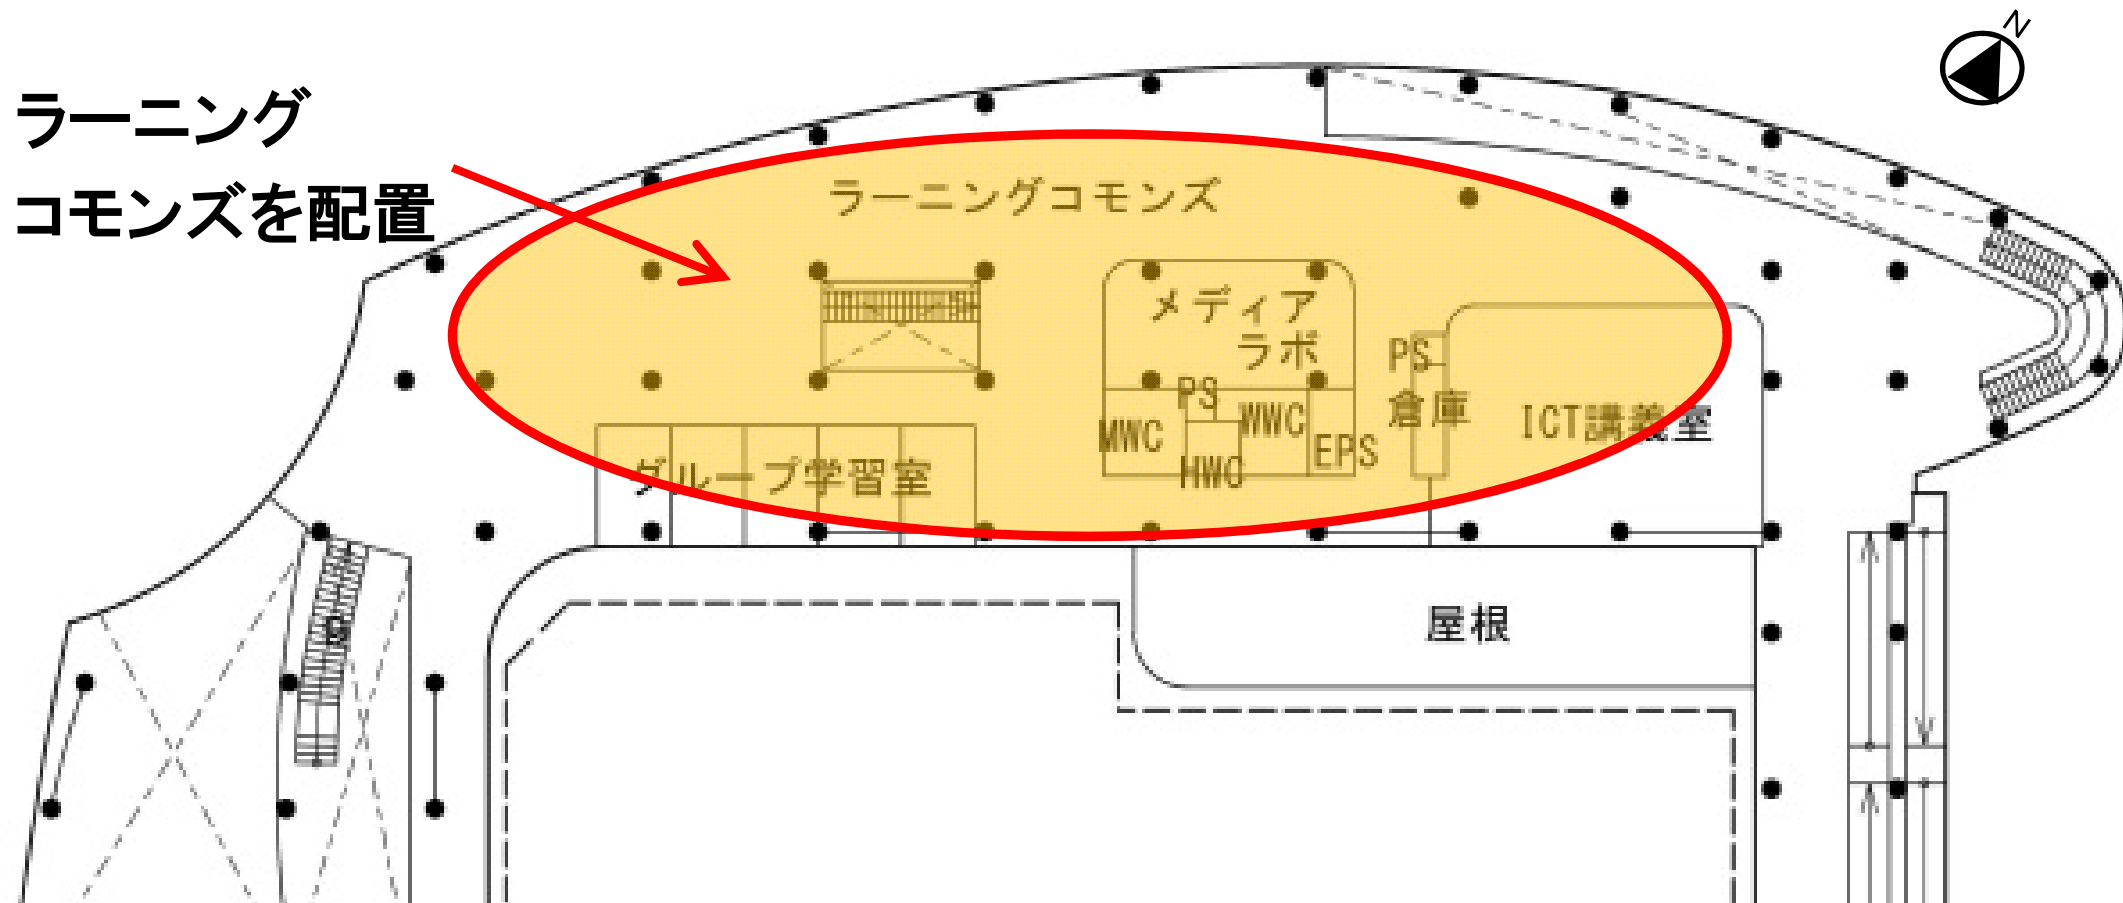 N
ラーニング
コモンズを配置
ラーニングコモンズ
メディア
ラボ
PS
PS
倉庫
ICT講義室
MWC
WWC
EPS
HWC
グループ学習室
屋根